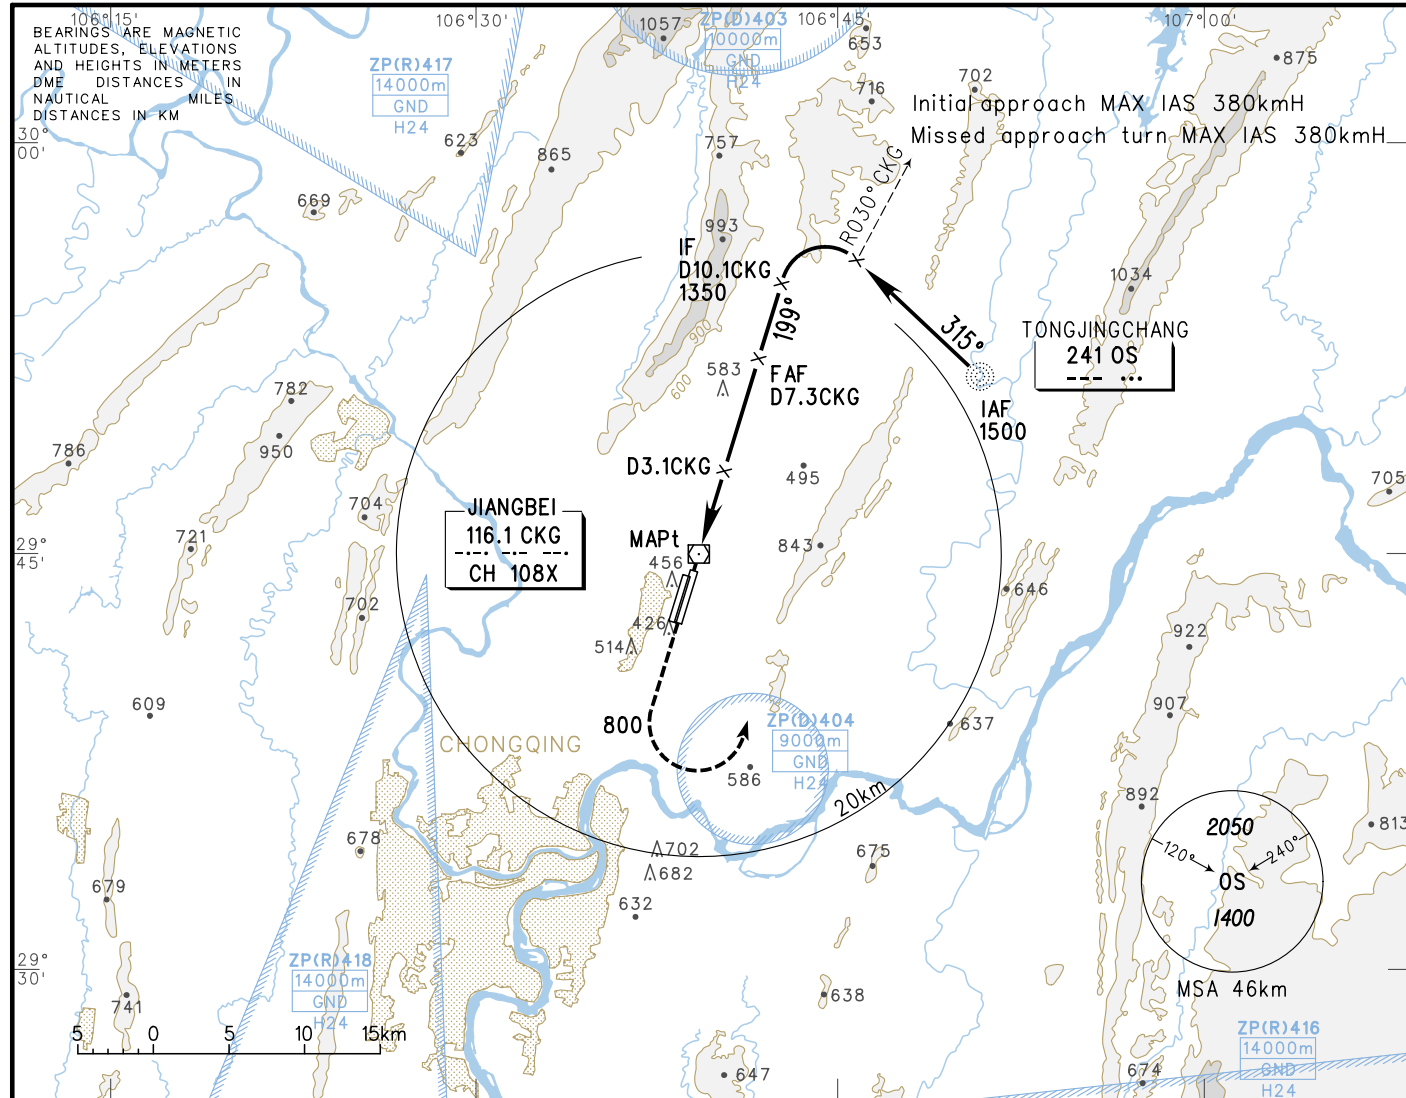 106°15'
106°30'
106°45'
107°00'
BEARINGS ARE MAGNETIC
ALTITUDES, ELEVATIONS
AND HEIGHTS IN METERS
DME DISTANCES IN
NAUTICAL MILES
DISTANCES IN KM
ZP(R)417
14000m
GND
H24
1057
ZP(D)403
10000m
GND
H24
653
716
702
875
Initial approach MAX IAS 380kmH
Missed approach turn MAX IAS 380kmH
30°
00'
623
865
757
669
993
R030°CKG
IF
D10.1CKG
1350
199°
900
600
1034
315°
TONGJINGCHANG
241 OS
583
FAF
D7.3CKG
IAF
1500
782
950
786
D3.1CKG
495
705
704
JIANGBEI
116.1 CKG
CH 108X
721
29°
45'
MAPt
456
843
646
702
426
514
922
609
800
907
ZP(D)404
9000m
GND
H24
637
CHONGQING
586
20km
892
2050
120°
240°
OS
1400
813
678
702
682
675
679
632
29°
30'
ZP(R)418
14000m
GND
H24
741
638
MSA 46km
5 0 5 10 15km
ZP(R)416
14000m
GND
H24
647
674